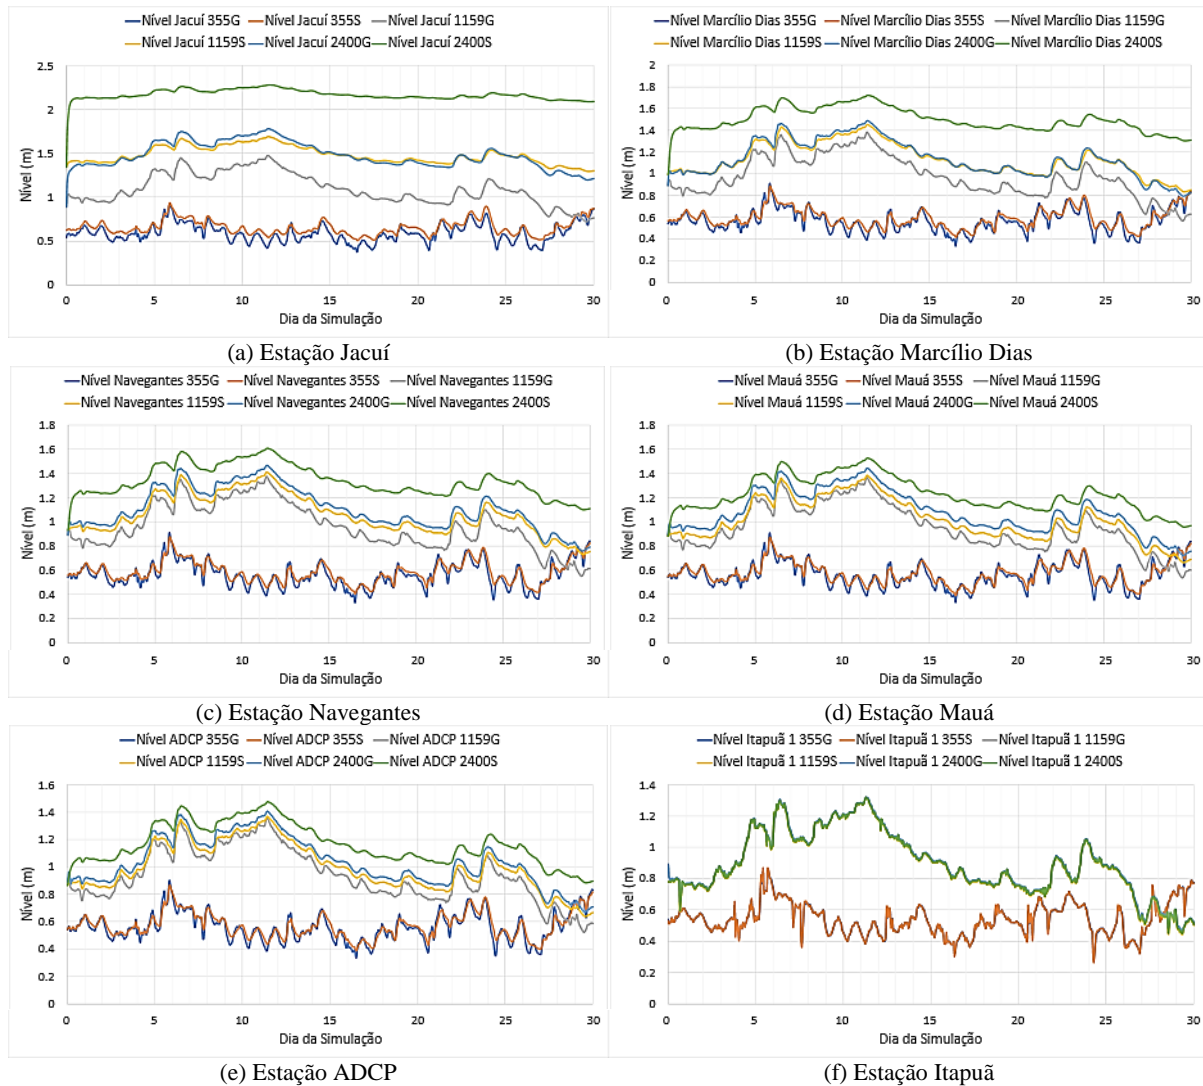 Nível Jacuí 355G Nível Jacuí 355S Nível Jacuí 1159G
Nível Jacuí 1159S Nível Jacuí 2400G Nível Jacuí 2400S
2.5
2
1.5
1
0.5
0
Nível (m)
0 5 10 15 20 25 30
Dia da Simulação
(a) Estação Jacuí
Nível Marcílio Dias 355G Nível Marcílio Dias 355S Nível Marcílio Dias 1159G
Nível Marcílio Dias 1159S Nível Marcílio Dias 2400G Nível Marcílio Dias 2400S
2
1.8
1.6
1.4
1.2
1
0.8
0.6
0.4
0.2
0
Nível (m)
0 5 10 15 20 25 30
Dia da Simulação
(b) Estação Marcílio Dias
Nível Navegantes 355G Nível Navegantes 355S Nível Navegantes 1159G
Nível Navegantes 1159S Nível Navegantes 2400G Nível Navegantes 2400S
1.8
1.6
1.4
1.2
1
0.8
0.6
0.4
0.2
0
Nível (m)
0 5 10 15 20 25 30
Dia da Simulação
(c) Estação Navegantes
Nível Mauá 355G Nível Mauá 355S Nível Mauá 1159G
Nível Mauá 1159S Nível Mauá 2400G Nível Mauá 2400S
1.8
1.6
1.4
1.2
1
0.8
0.6
0.4
0.2
0
Nível (m)
0 5 10 15 20 25 30
Dia da Simulação
(d) Estação Mauá
Nível ADCP 355G Nível ADCP 355S Nível ADCP 1159G
Nível ADCP 1159S Nível ADCP 2400G Nível ADCP 2400S
1.6
1.4
1.2
1
0.8
0.6
0.4
0.2
0
Nível (m)
0 5 10 15 20 25 30
Dia da Simulação
(e) Estação ADCP
Nível Itapuã 1 355G Nível Itapuã 1 355S Nível Itapuã 1 1159G
Nível Itapuã 1 1159S Nível Itapuã 1 2400G Nível Itapuã 1 2400S
1.4
1.2
1
0.8
0.6
0.4
0.2
0
Nível (m)
0 5 10 15 20 25 30
Dia da Simulação
(f) Estação Itapuã